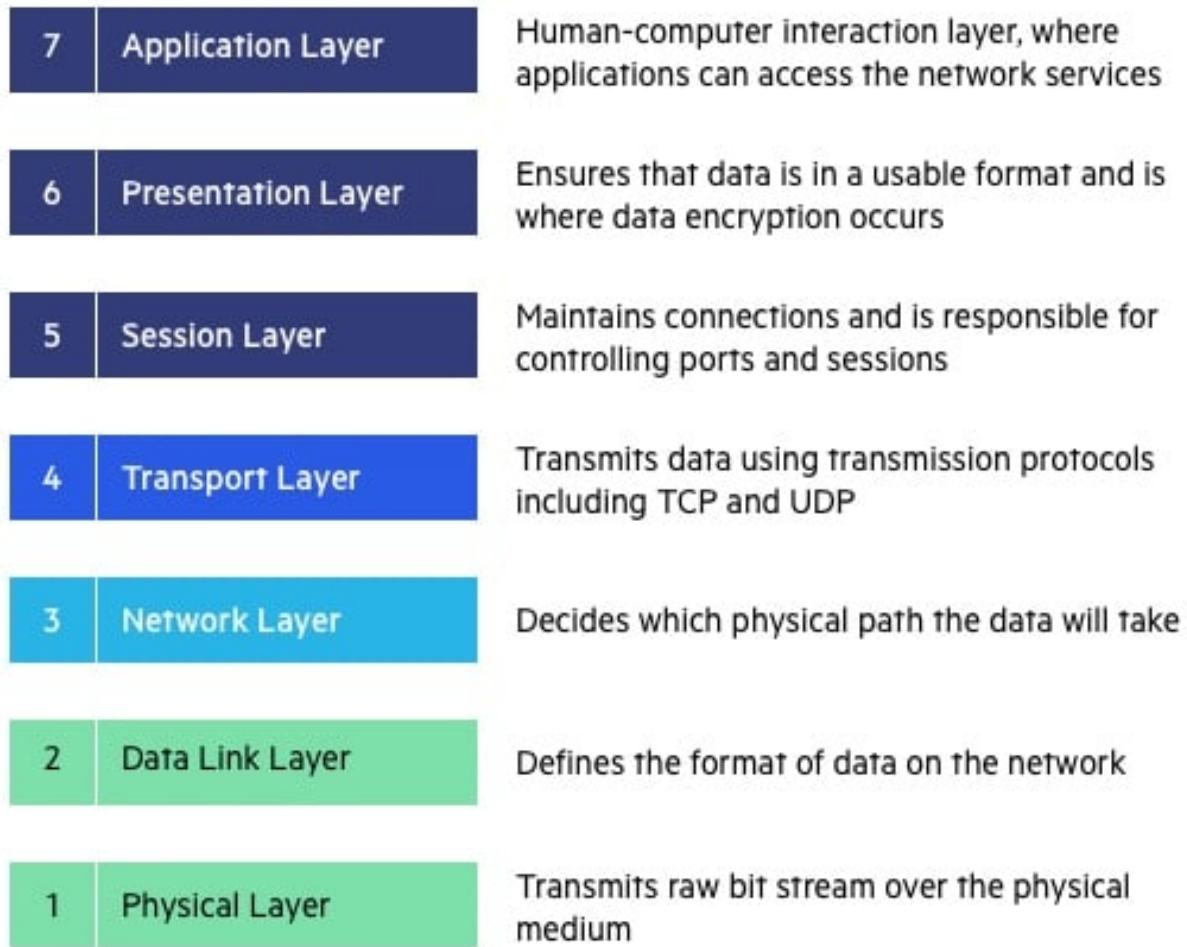 7 Application Layer
Human-computer interaction layer, where
applications can access the network services
6 Presentation Layer
Ensures that data is in a usable format and is
where data encryption occurs
5 Session Layer
Maintains connections and is responsible for
controlling ports and sessions
4 Transport Layer
Transmits data using transmission protocols
including TCP and UDP
3 Network Layer
Decides which physical path the data will take
2 Data Link Layer
Defines the format of data on the network
1 Physical Layer
Transmits raw bit stream over the physical
medium